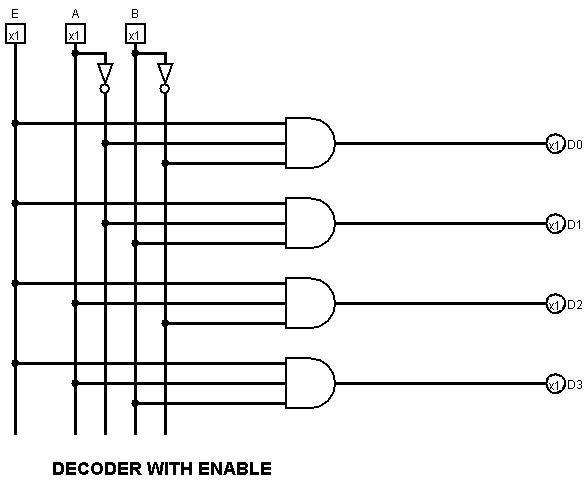 E A B
x1 x1 x1
x1 D0
x1 D1
x1 D2
x1 D3
DECODER WITH ENABLE